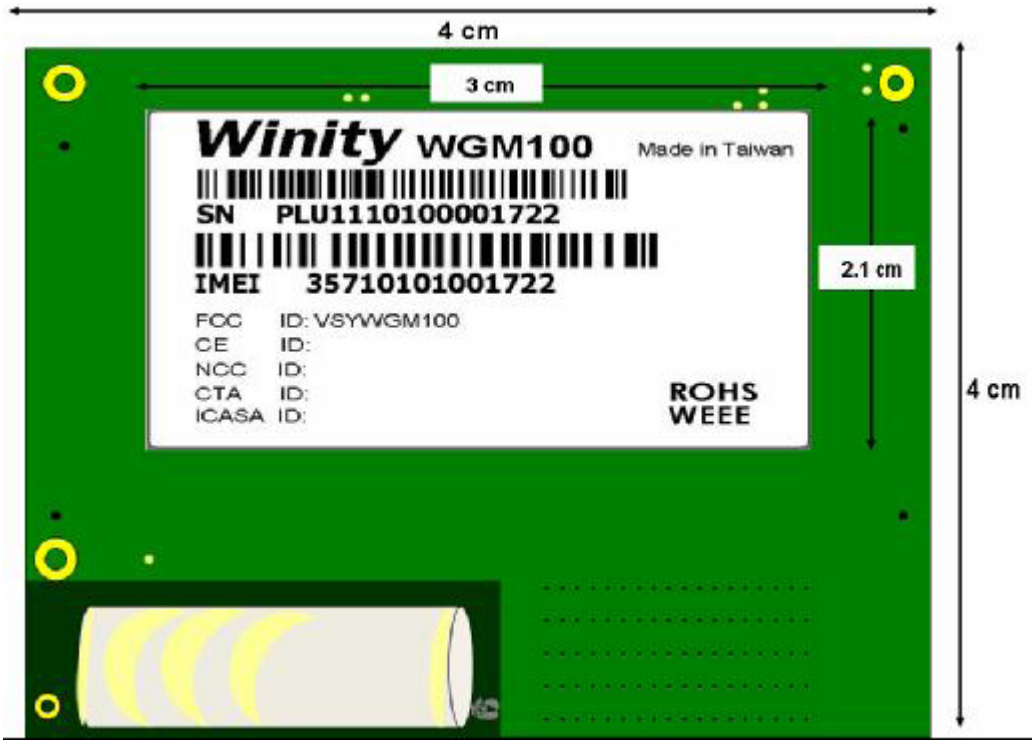 4 cm
3 cm
Winity WGM100 Made in Taiwan
SN PLU1110100001722
2.1 cm
IMEI 35710101001722
FCC ID: VSYWGM100
CE ID:
NCC ID:
4 cm
CTA ID:
ICASA ID:
ROHS
WEEE